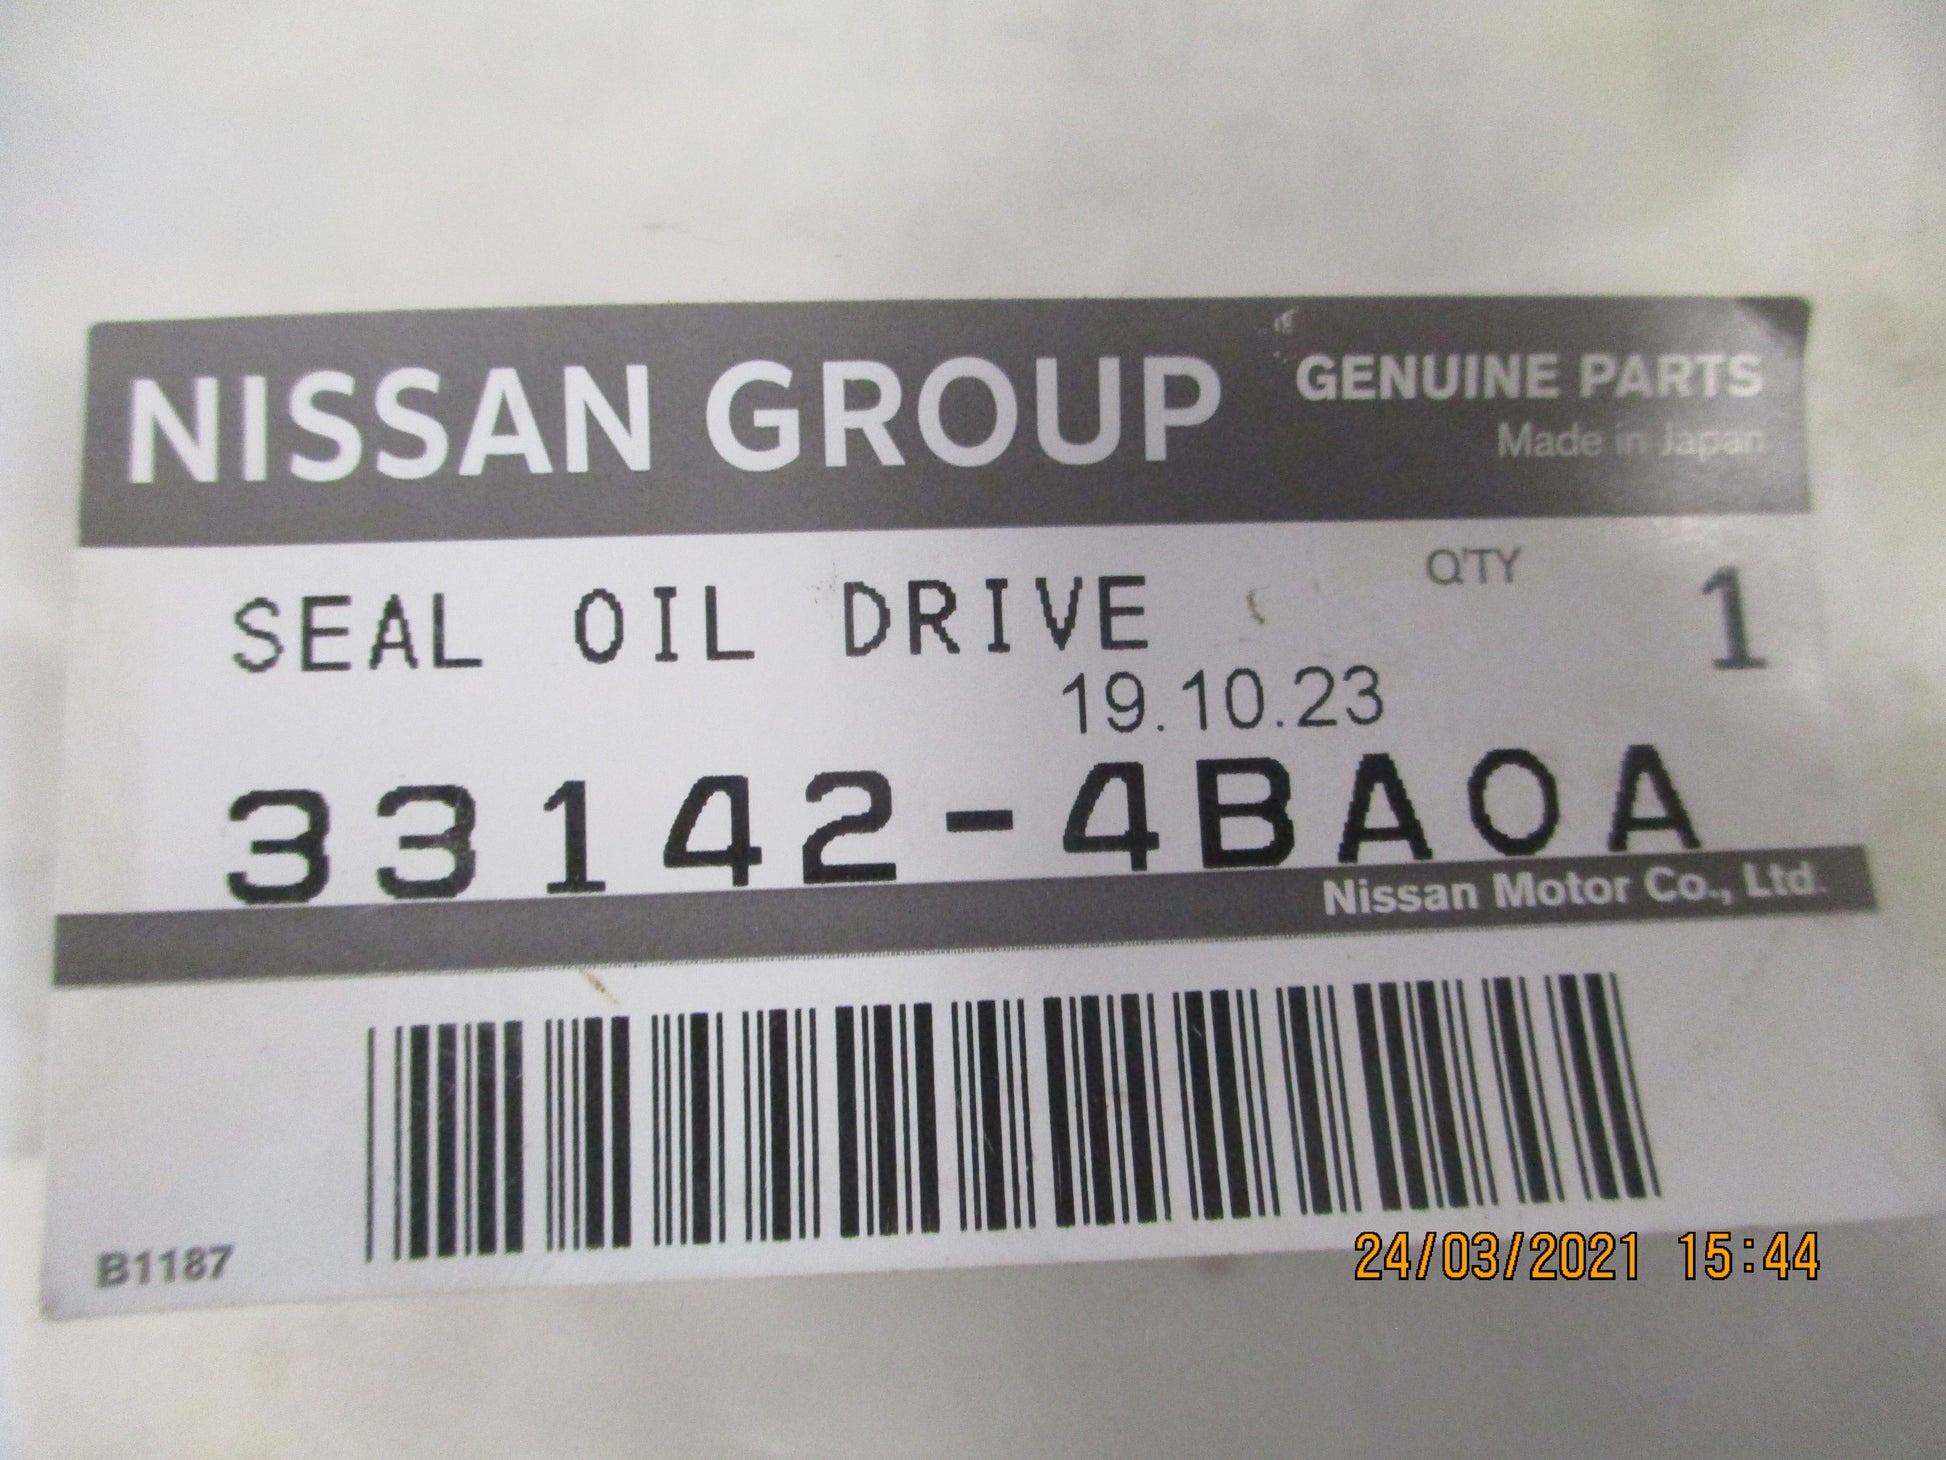 NISSAN GROUP GENUINE PARTS
Made in Japan
SEAL OIL DRIVE Q'TY 1
19.10.23
33142-4BA0A
Nissan Motor Co., Ltd.
B1187
24/03/2021 15:44